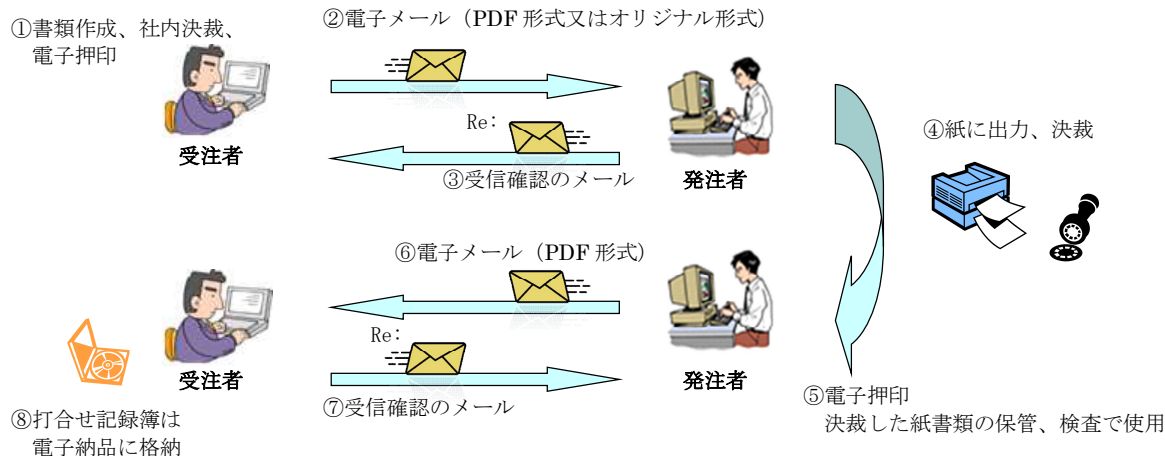 ①書類作成、社内決裁、
電子押印
②電子メール（PDF 形式又はオリジナル形式）
Re:
③受信確認のメール
受注者
発注者
④紙に出力、決裁
⑤電子押印
決裁した紙書類の保管、検査で使用
⑥電子メール（PDF 形式）
Re:
⑦受信確認のメール
受注者
発注者
⑧打合せ記録簿は
電子納品に格納